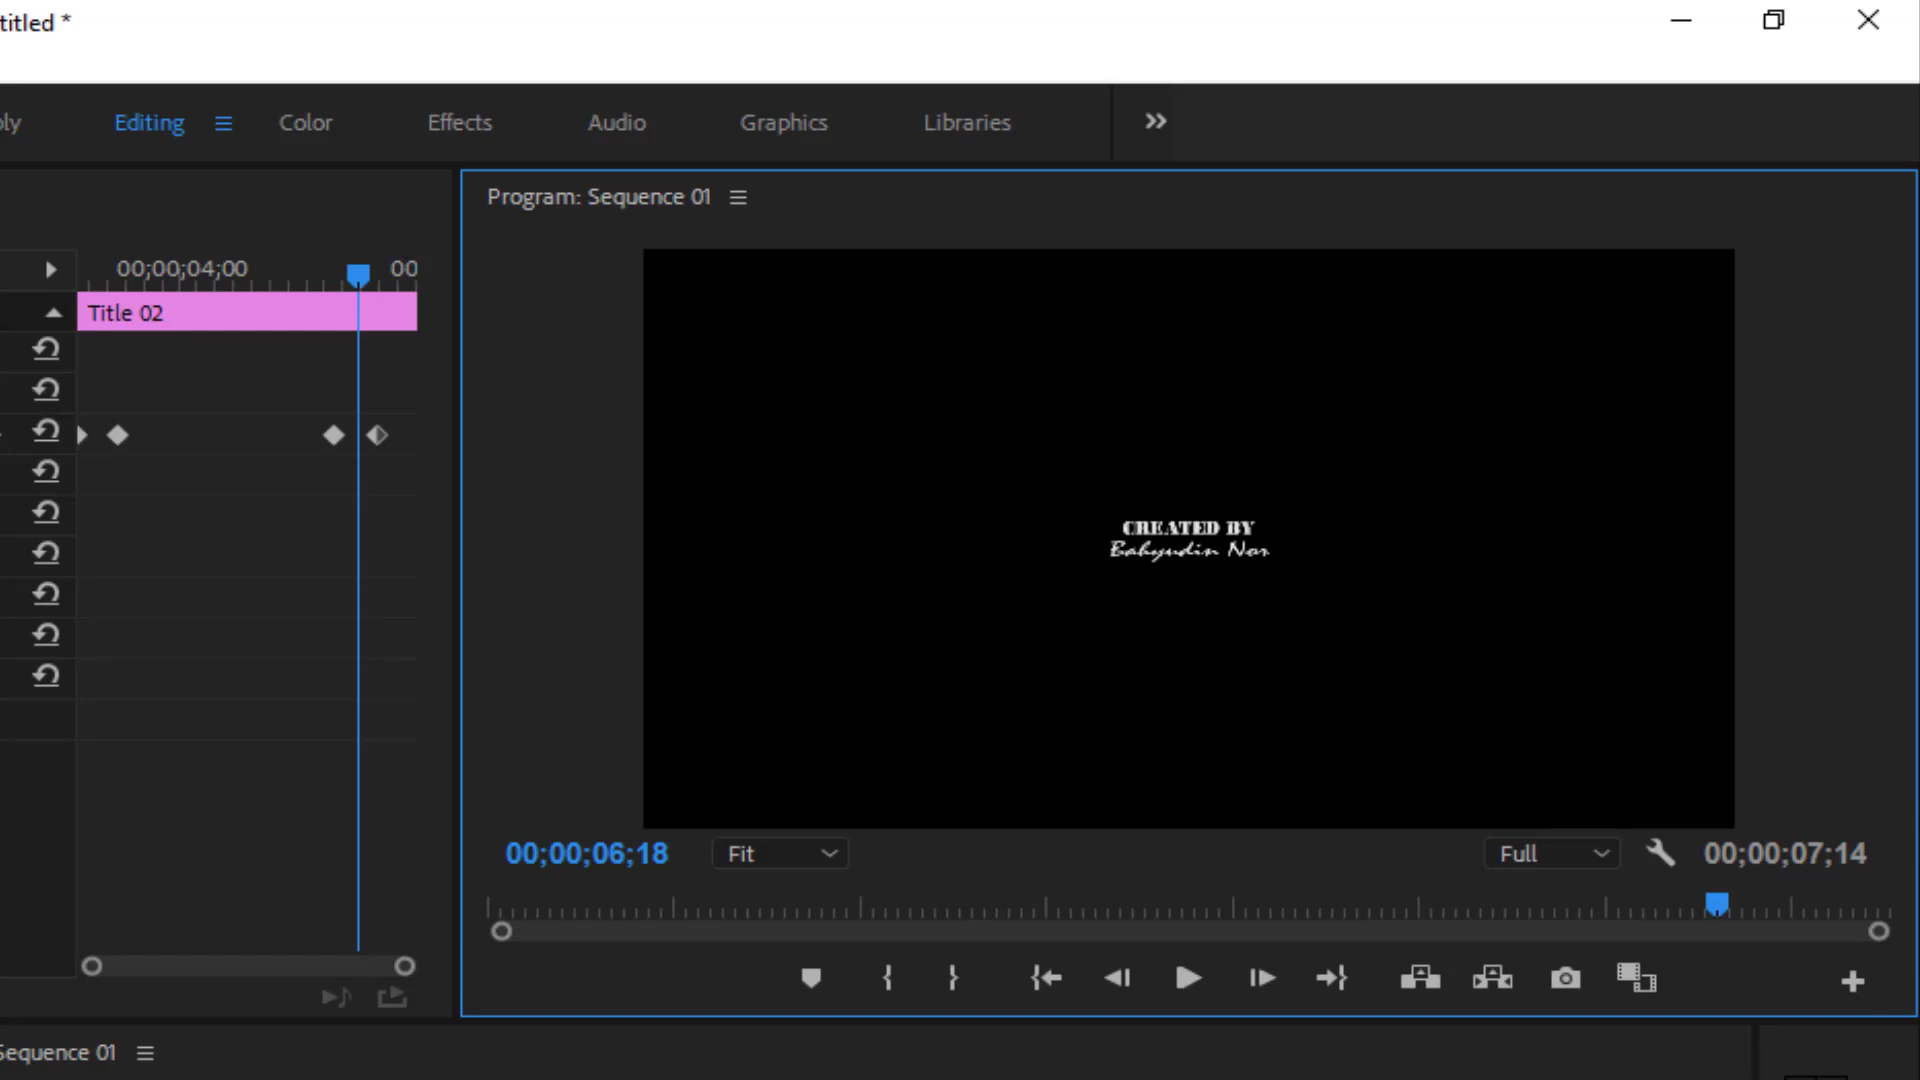 titled *
ly
Editing
Color
Effects
Audio
Graphics
Libraries
Program: Sequence 01
00;00;04;00
00
Title 02
CREATED BY
Bahyudin Nor
00;00;06;18
Fit
Full
00;00;07;14
Sequence 01